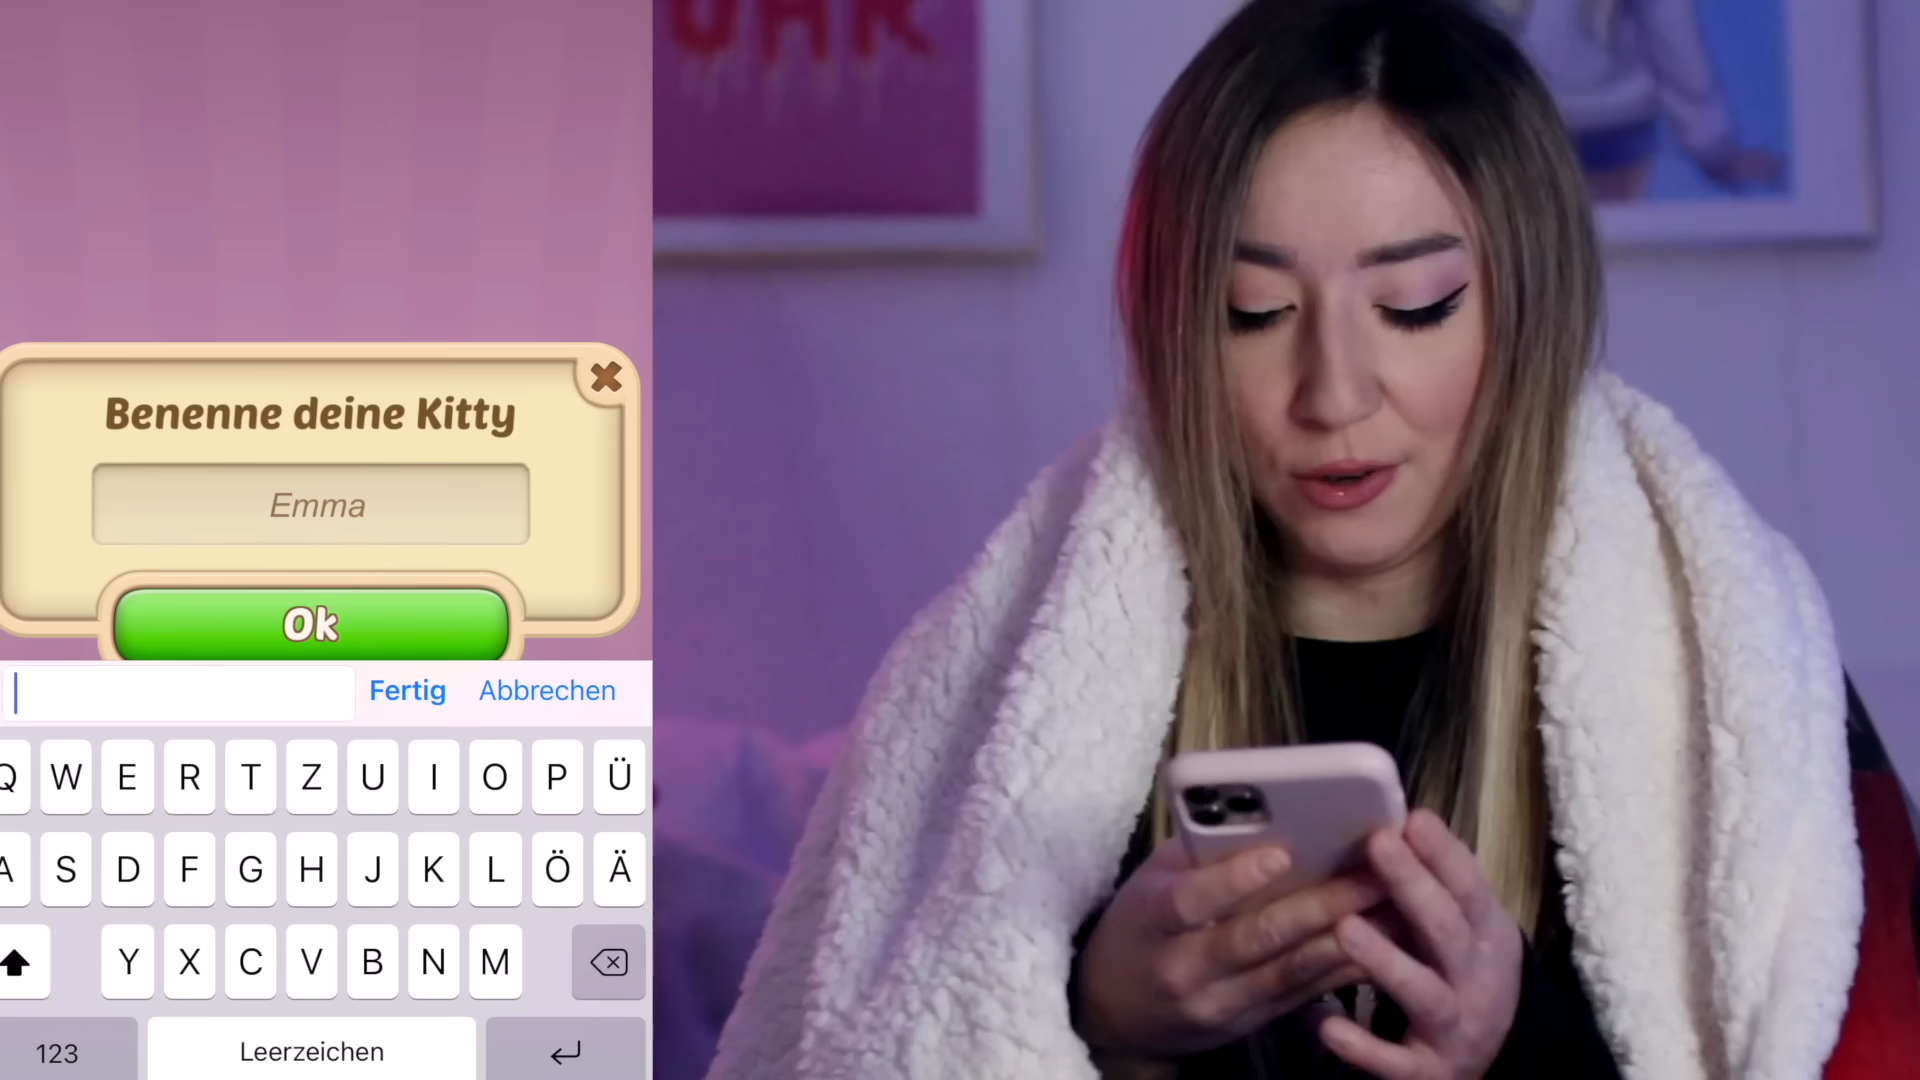 Benenne deine Kitty
Emma
Ok
Fertig Abbrechen
Q W E R T Z U I O P Ü
A S D F G H J K L Ö Ä
Y X C V B N M
123 Leerzeichen